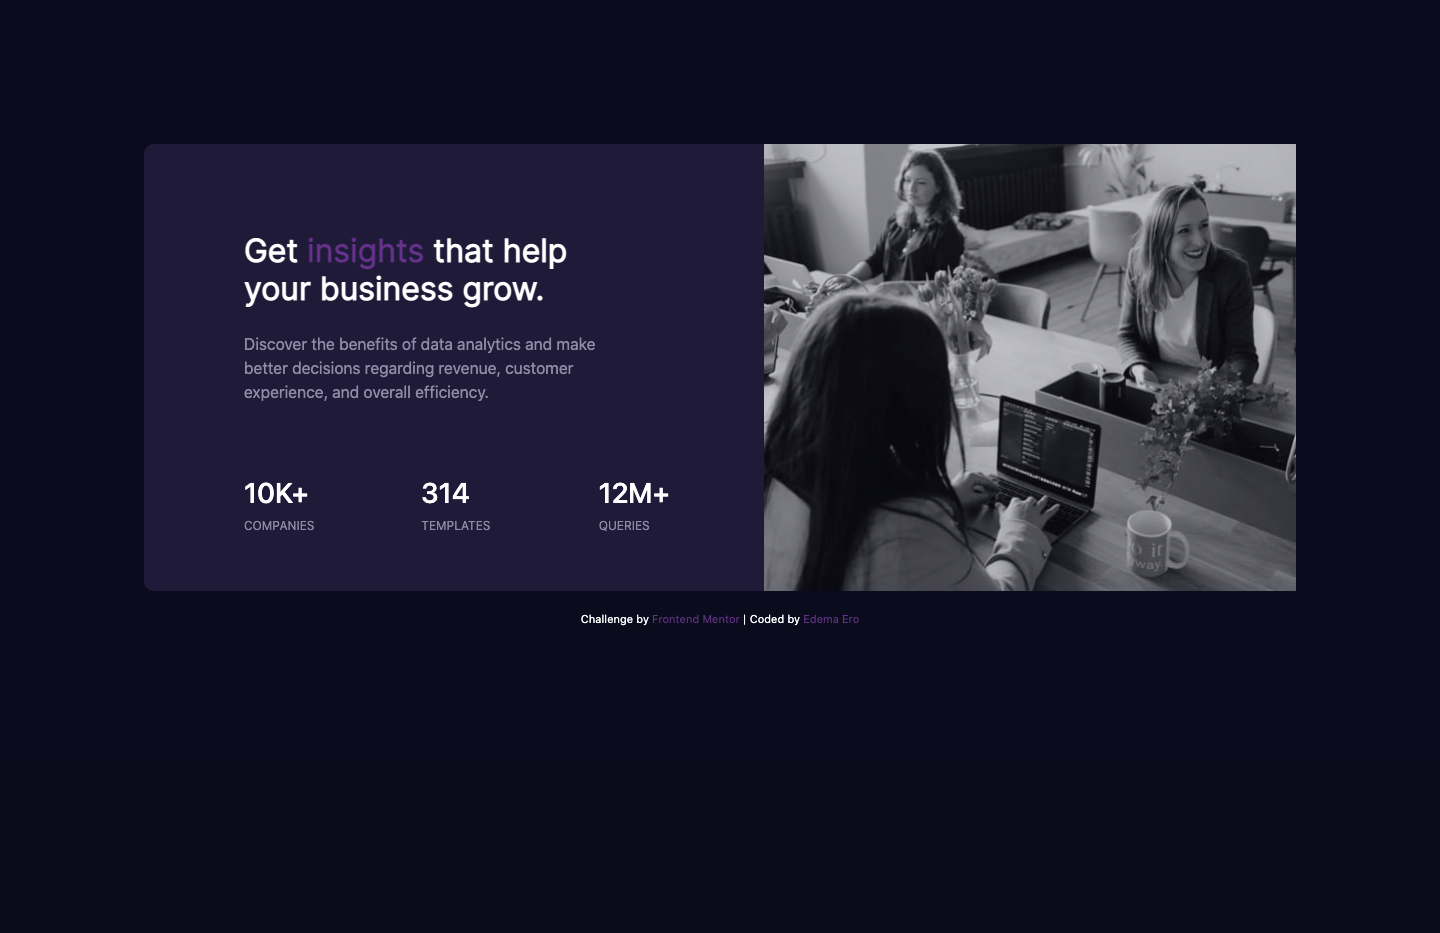 Get insights that help
your business grow.
Discover the benefits of data analytics and make
better decisions regarding revenue, customer
experience, and overall efficiency.
10K+
COMPANIES
314
TEMPLATES
12M+
QUERIES
Challenge by Frontend Mentor | Coded by Edema Ero